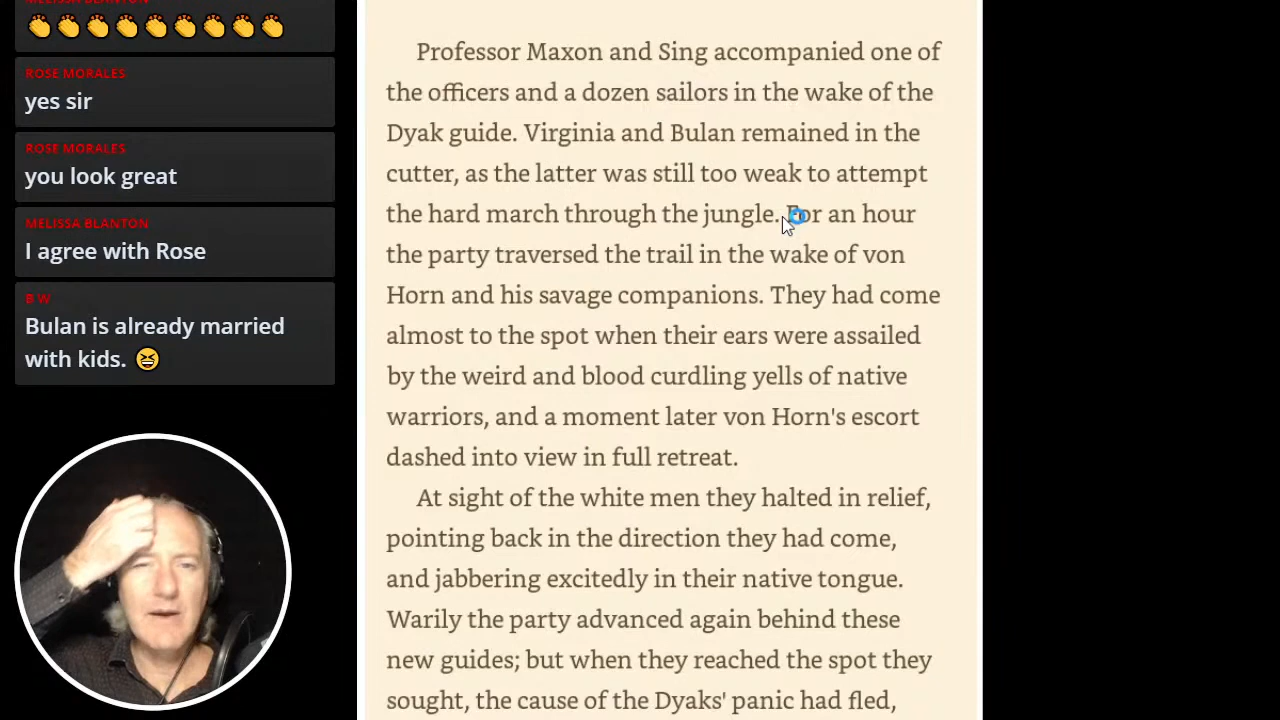 MELISSA BLANTON
👏👏👏👏👏👏👏👏👏
ROSE MORALES
yes sir
ROSE MORALES
you look great
MELISSA BLANTON
I agree with Rose
B W
Bulan is already married
with kids. 😆
Professor Maxon and Sing accompanied one of
the officers and a dozen sailors in the wake of the
Dyak guide. Virginia and Bulan remained in the
cutter, as the latter was still too weak to attempt
the hard march through the jungle. For an hour
the party traversed the trail in the wake of von
Horn and his savage companions. They had come
almost to the spot when their ears were assailed
by the weird and blood curdling yells of native
warriors, and a moment later von Horn's escort
dashed into view in full retreat.
At sight of the white men they halted in relief,
pointing back in the direction they had come,
and jabbering excitedly in their native tongue.
Warily the party advanced again behind these
new guides; but when they reached the spot they
sought, the cause of the Dyaks' panic had fled,